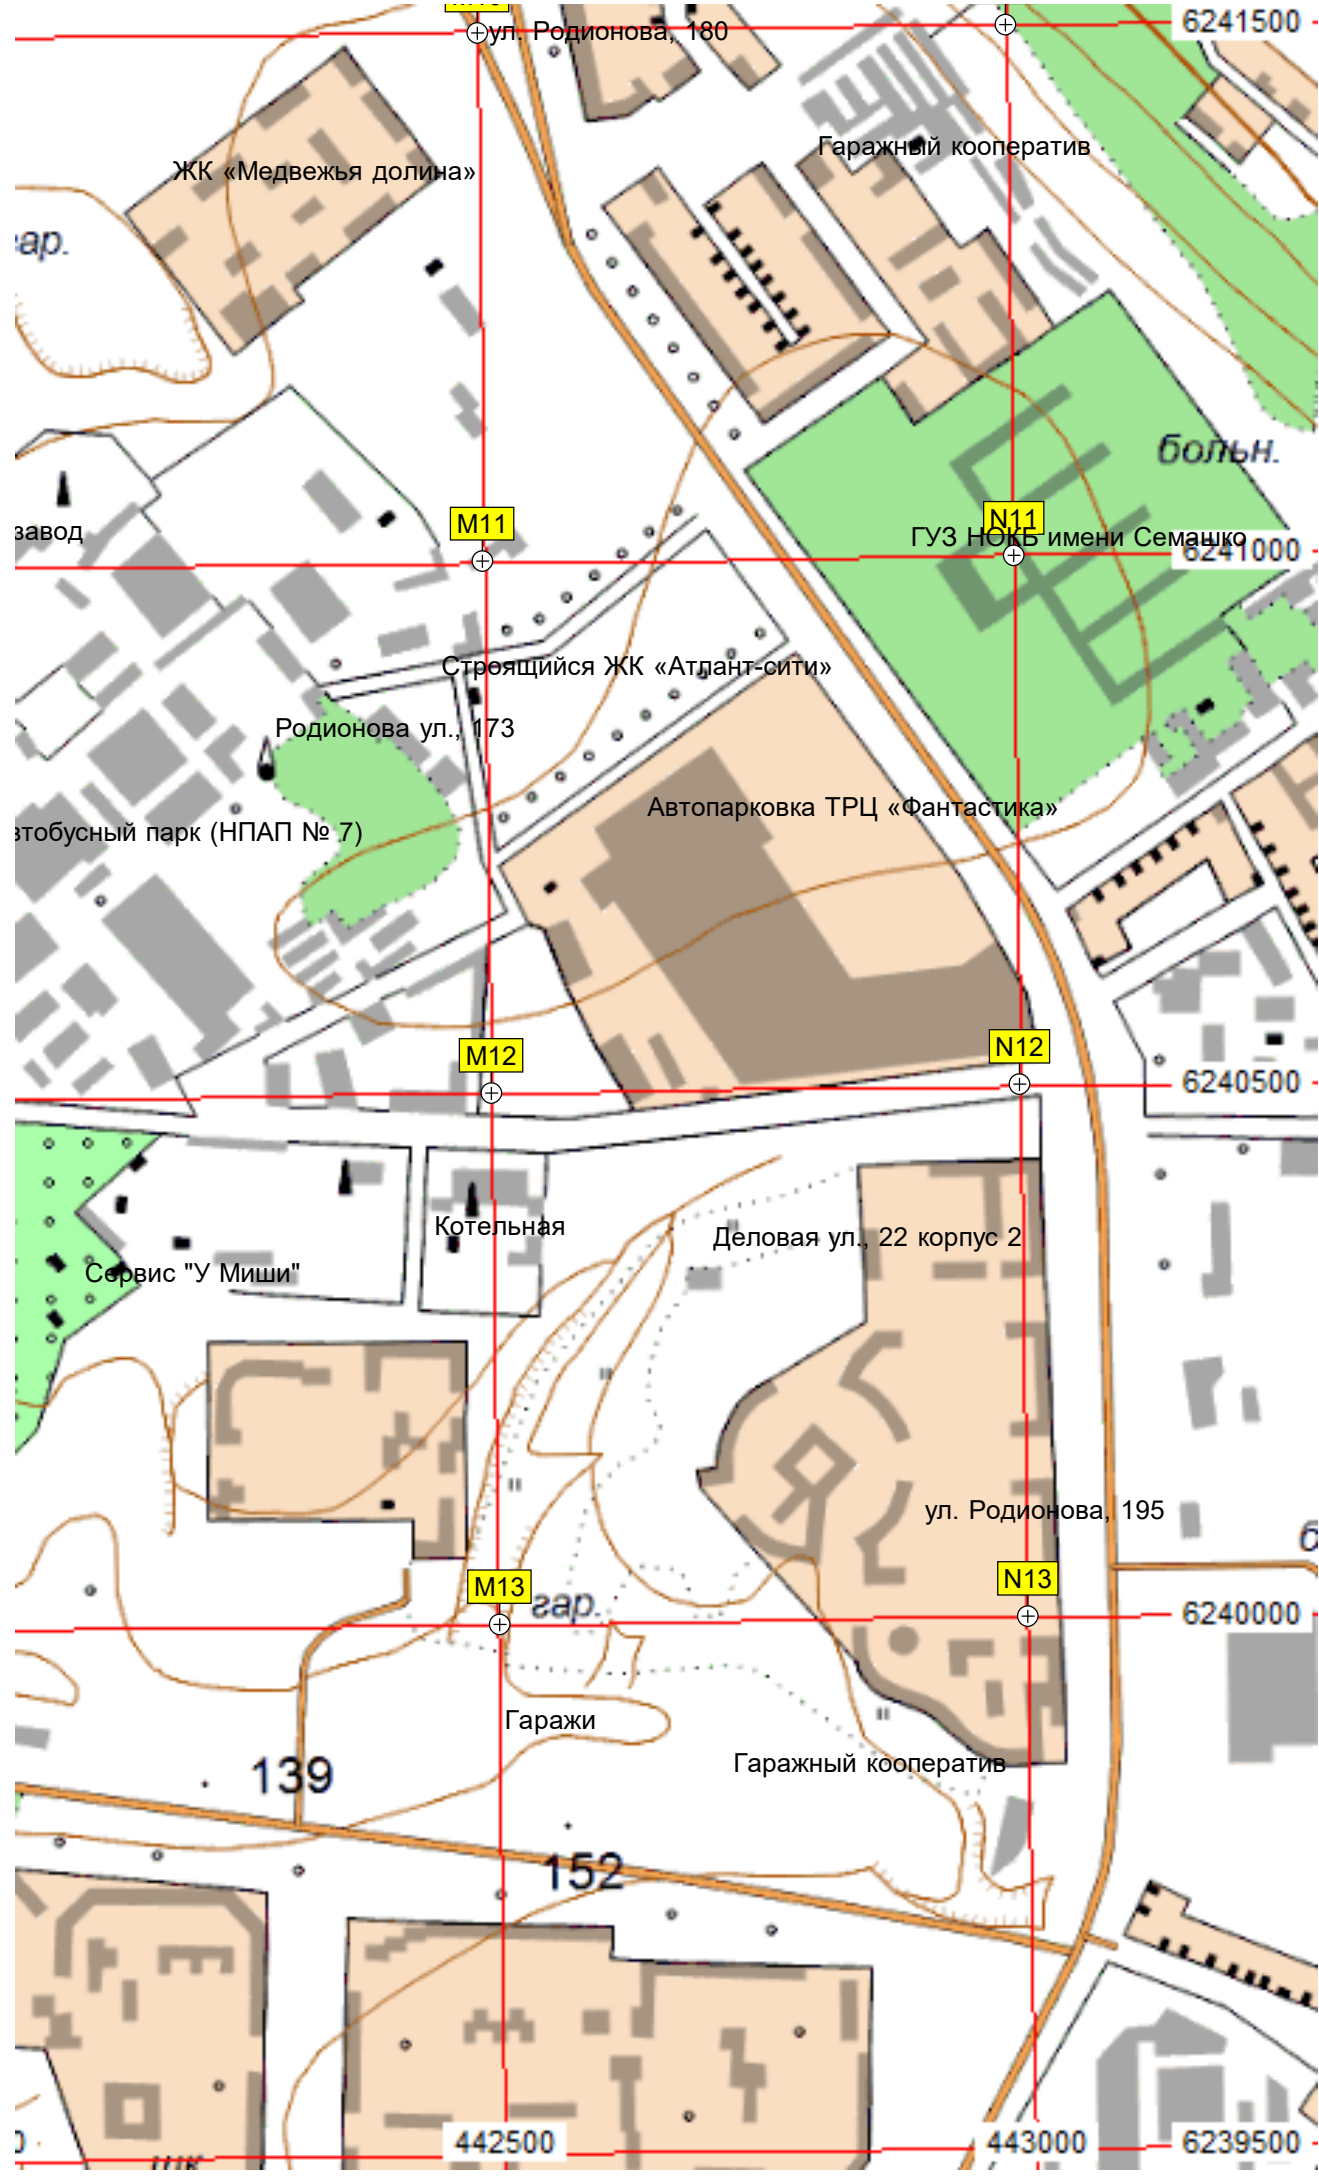 6241500
ул. Родионова, 180
Гаражный кооператив
ЖК «Медвежья долина»
больн.
M11
N11
завод
ГУЗ НОКБ имени Семашко
6241000
Строящийся ЖК «Атлант-сити»
Родионова ул., 173
Автопарковка ТРЦ «Фантастика»
парк (НПАП № 7)
M12
N12
6240500
Котельная
Деловая ул., 22 корпус 2
Сервис "У Миши"
ул. Родионова, 195
M13
N13
гар.
6240000
Гаражи
Гаражный кооператив
139
152
442500
443000
6239500